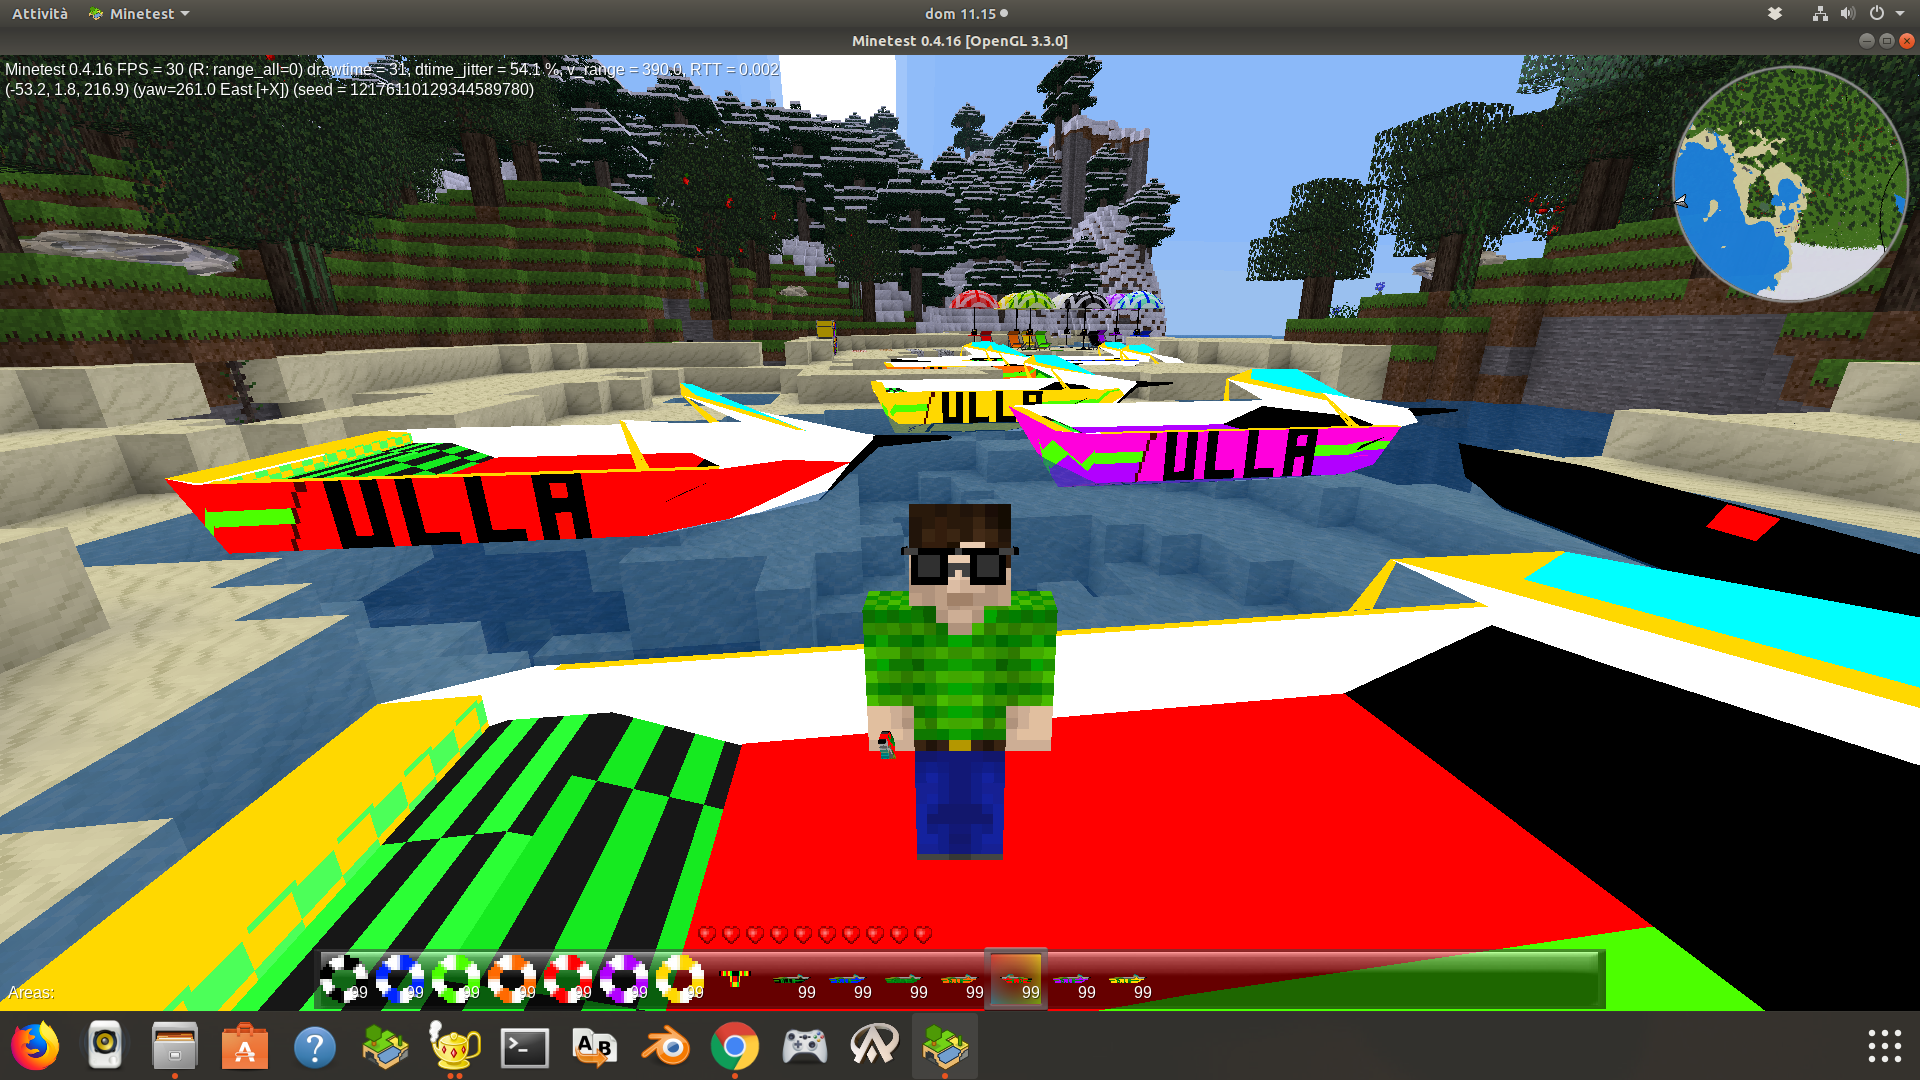 Attività Minetest dom 11.15
Minetest 0.4.16 [OpenGL 3.3.0]
Minetest 0.4.16 FPS = 30 (R: range_all=0) drawtime = 31, dtime_jitter = 54.1 %, v_range = 390.0, RTT = 0.002
(-53.2, 1.8, 216.9) (yaw=261.0 East [+X]) (seed = 12176110129344589780)
ULLA
ULLA
ULLA
99 99 99 99 99 99 99 99 99 99 99 99 99 99
Areas:
A
?
>_
A B